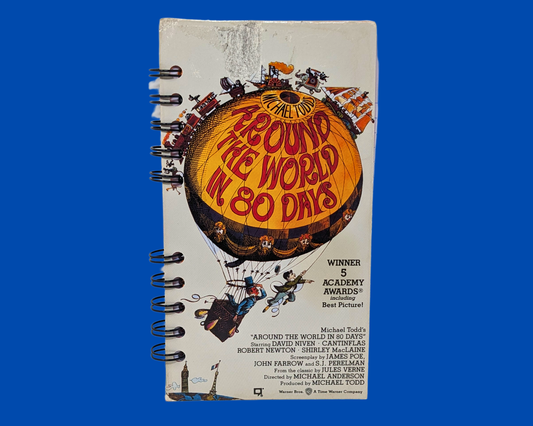 MICHAEL TODD'S
AROUND
THE WORLD
IN 80 DAYS
WINNER
5
ACADEMY
AWARDS®
including
Best Picture!
Michael Todd's
"AROUND THE WORLD IN 80 DAYS"
Starring DAVID NIVEN · CANTINFLAS
ROBERT NEWTON · SHIRLEY MacLAINE
Screenplay by JAMES POE,
JOHN FARROW and S.J. PERELMAN
From the classic by JULES VERNE
Directed by MICHAEL ANDERSON
Produced by MICHAEL TODD
Warner Bros. A Time Warner Company